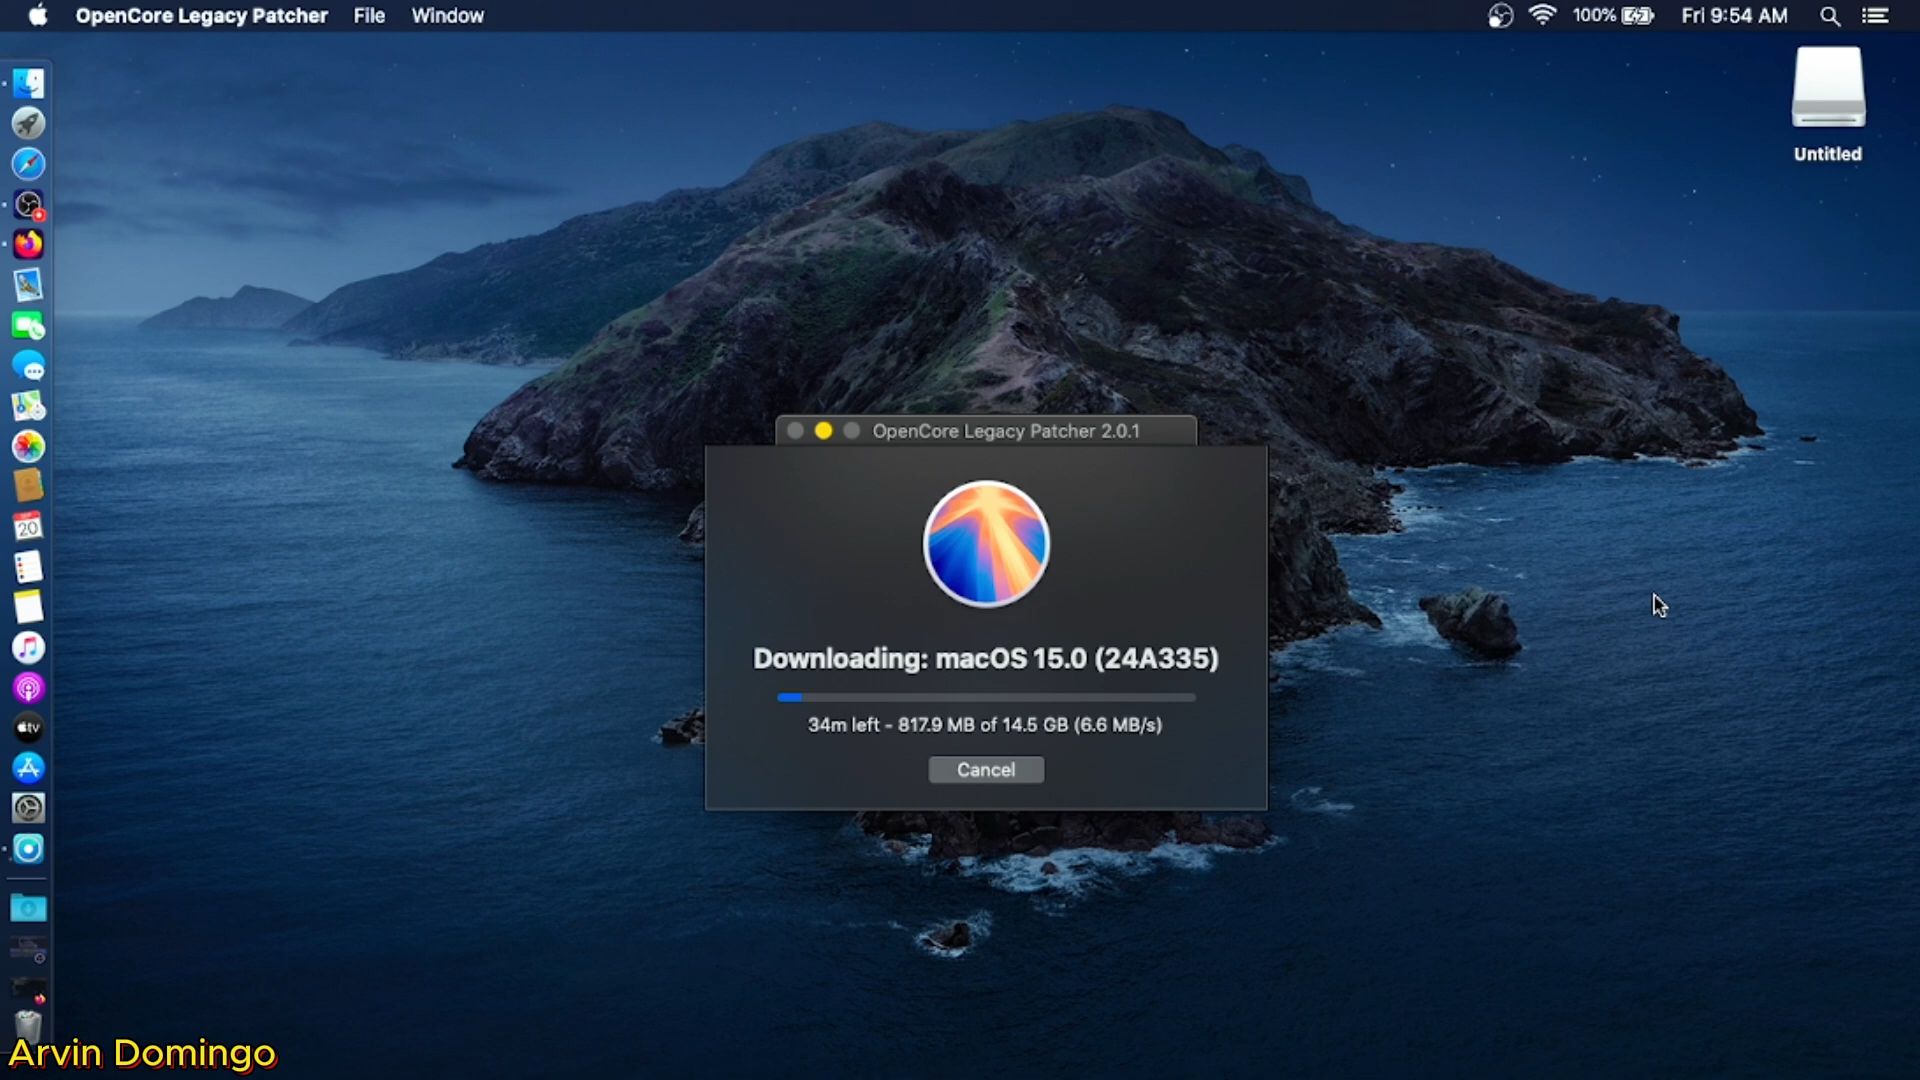 OpenCore Legacy Patcher File Window 100% Fri 9:54 AM
Untitled
OpenCore Legacy Patcher 2.0.1
Downloading: macOS 15.0 (24A335)
34m left - 817.9 MB of 14.5 GB (6.6 MB/s)
Cancel
20
tv
Arvin Domingo